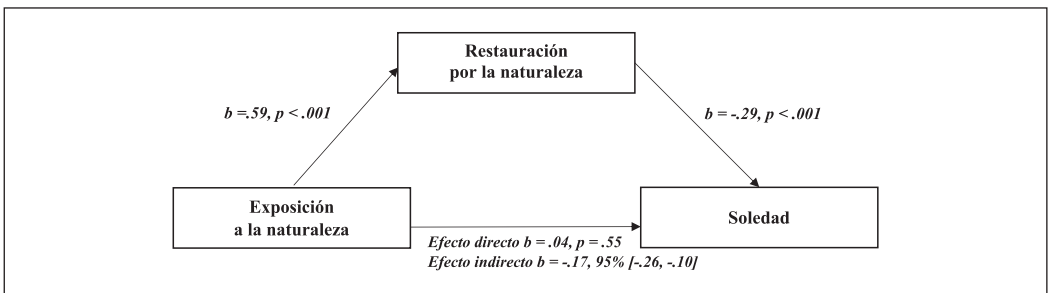 Restauración
por la naturaleza
b =.59, p < .001
b = -.29, p < .001
Exposición
a la naturaleza
Soledad
Efecto directo b = .04, p = .55
Efecto indirecto b = -.17, 95% [-.26, -.10]